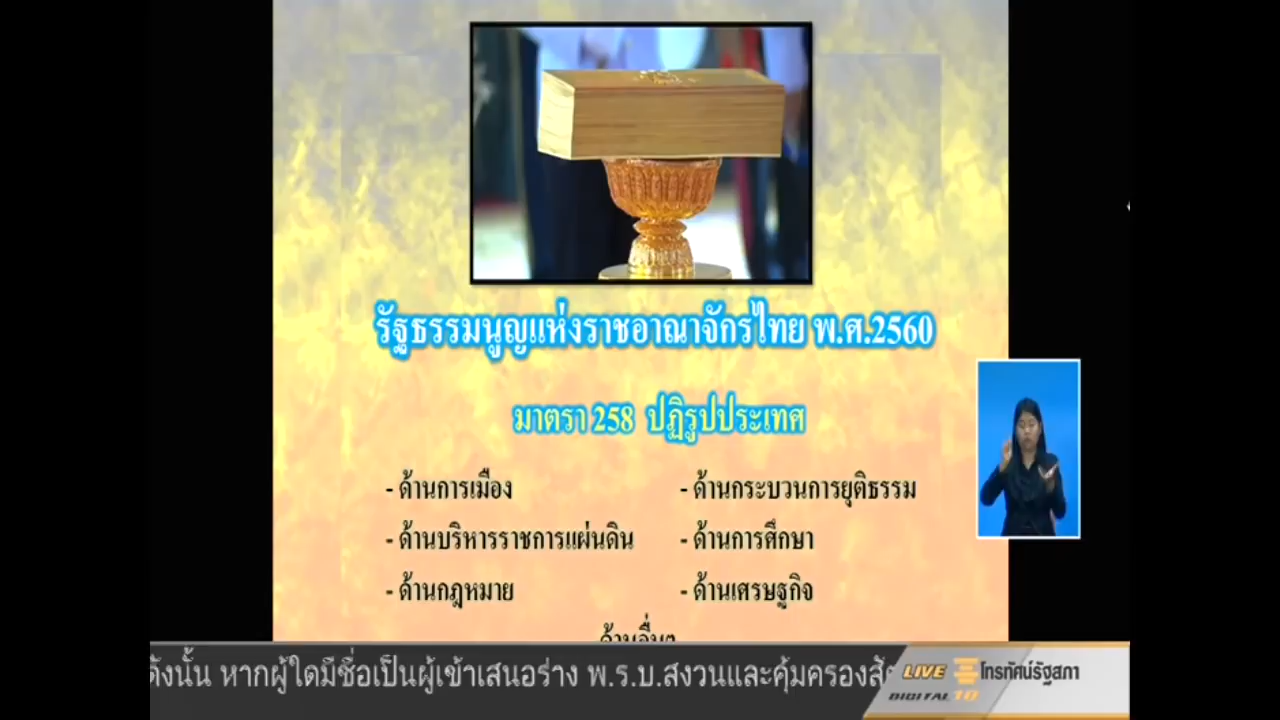 รัฐธรรมนูญแห่งราชอาณาจักรไทย พ.ศ.2560
มาตรา 258 ปฏิรูปประเทศ
- ด้านการเมือง
- ด้านกระบวนการยุติธรรม
- ด้านบริหารราชการแผ่นดิน
- ด้านการศึกษา
- ด้านกฎหมาย
- ด้านเศรษฐกิจ
ด้านอื่นๆ
ดังนั้น หากผู้ใดมีชื่อเป็นผู้เข้าเสนอร่าง พ.ร.บ.สงวนและคุ้มครอง
LIVE
โทรทัศน์รัฐสภา
DIGITAL 10